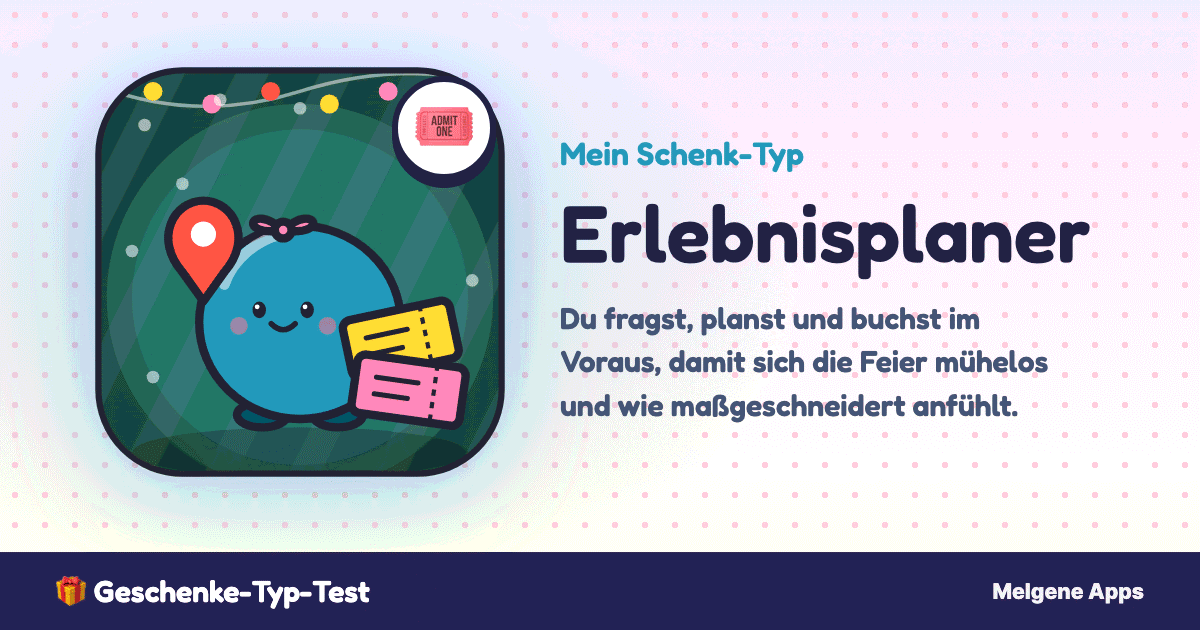 ADMIT
ONE
Mein Schenk-Typ
Erlebnisplaner
Du fragst, planst und buchst im
Voraus, damit sich die Feier mühelos
und wie maßgeschneidert anfühlt.
Geschenke-Typ-Test
Melgene Apps